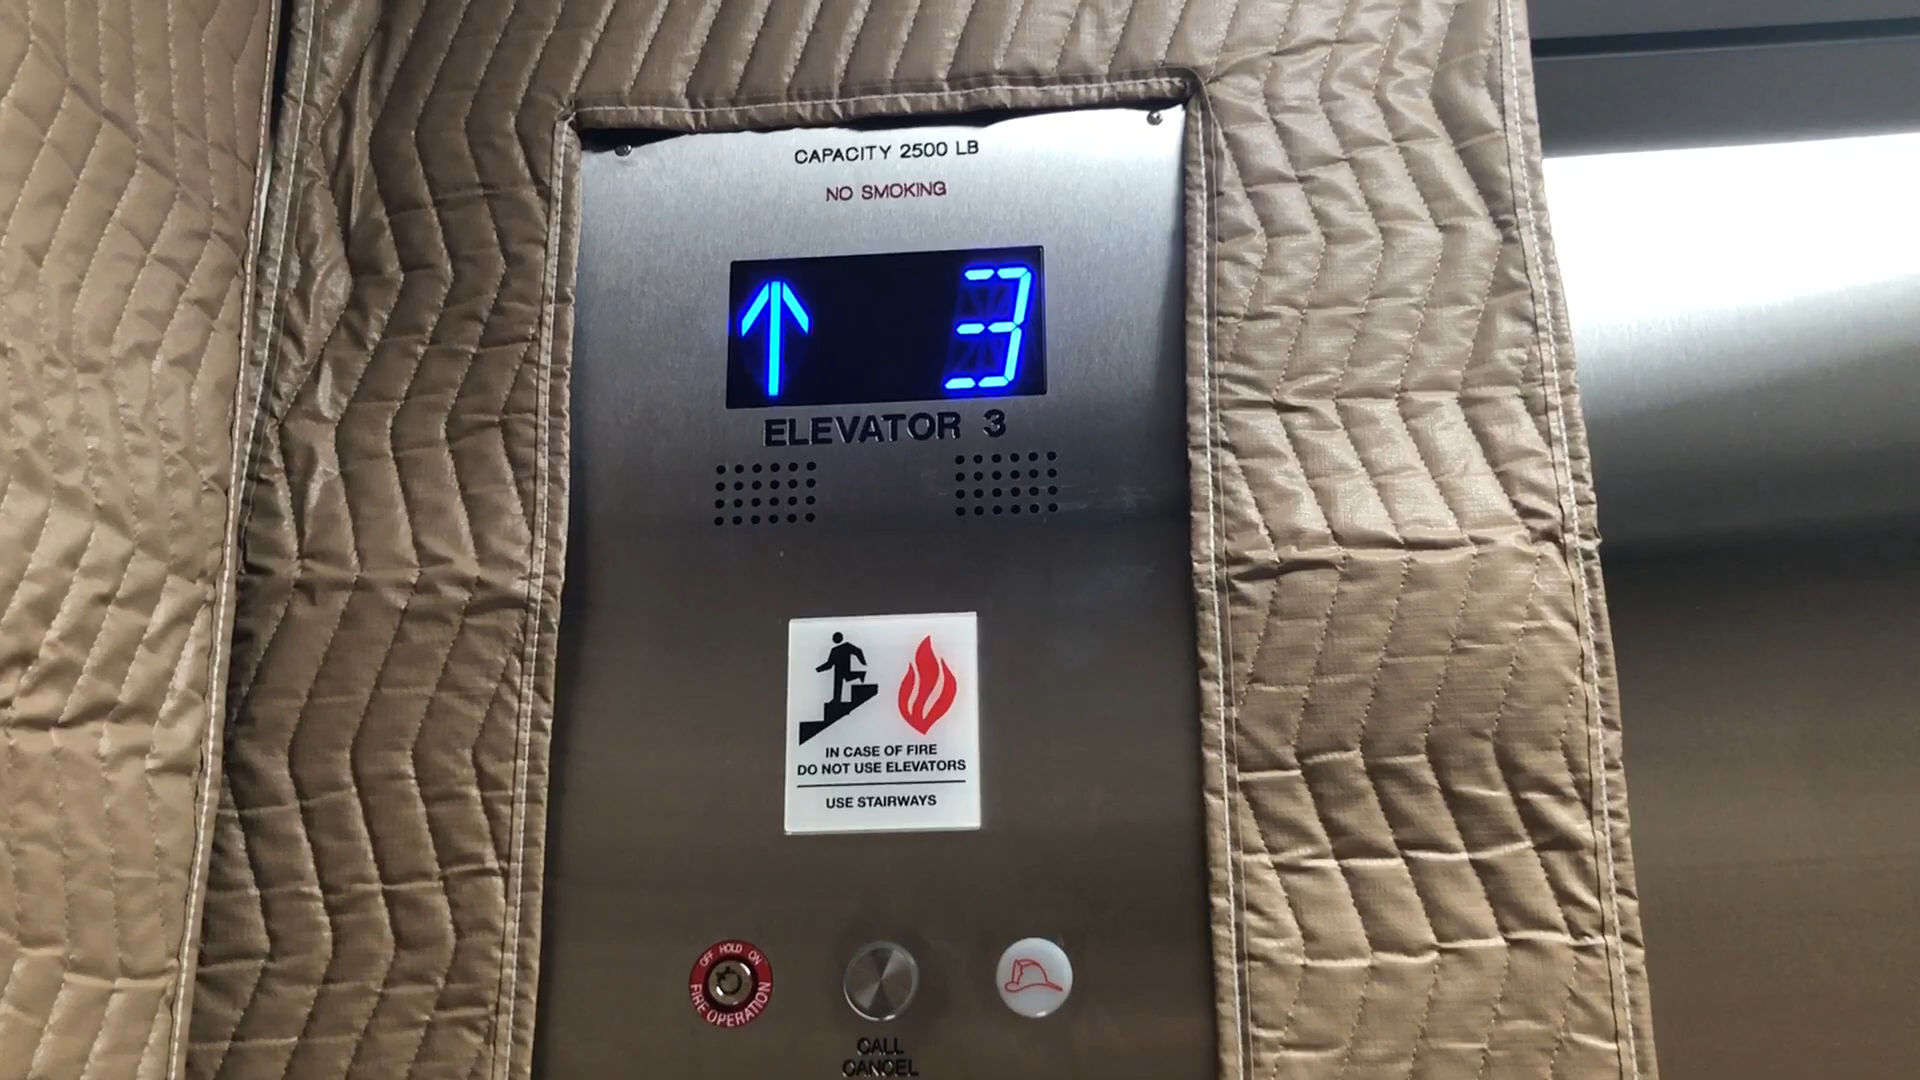 CAPACITY 2500 LB
NO SMOKING
3
ELEVATOR 3
IN CASE OF FIRE
DO NOT USE ELEVATORS
USE STAIRWAYS
OFF HOLD ON
FIRE OPERATION
CALL
CANCEL